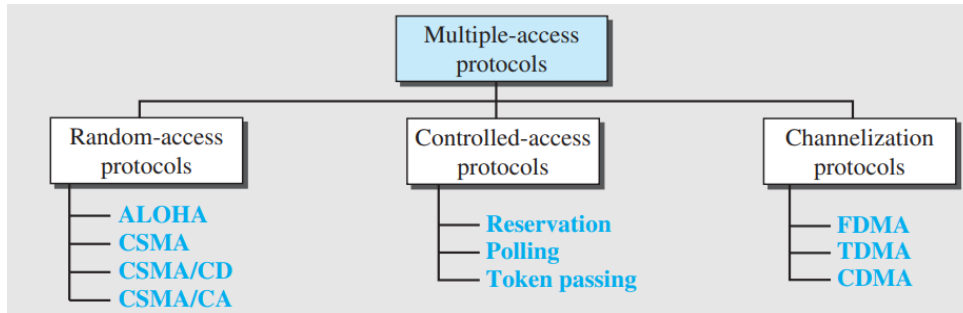 Multiple-access
protocols
Random-access
protocols
Controlled-access
protocols
Channelization
protocols
ALOHA
CSMA
CSMA/CD
CSMA/CA
Reservation
Polling
Token passing
FDMA
TDMA
CDMA